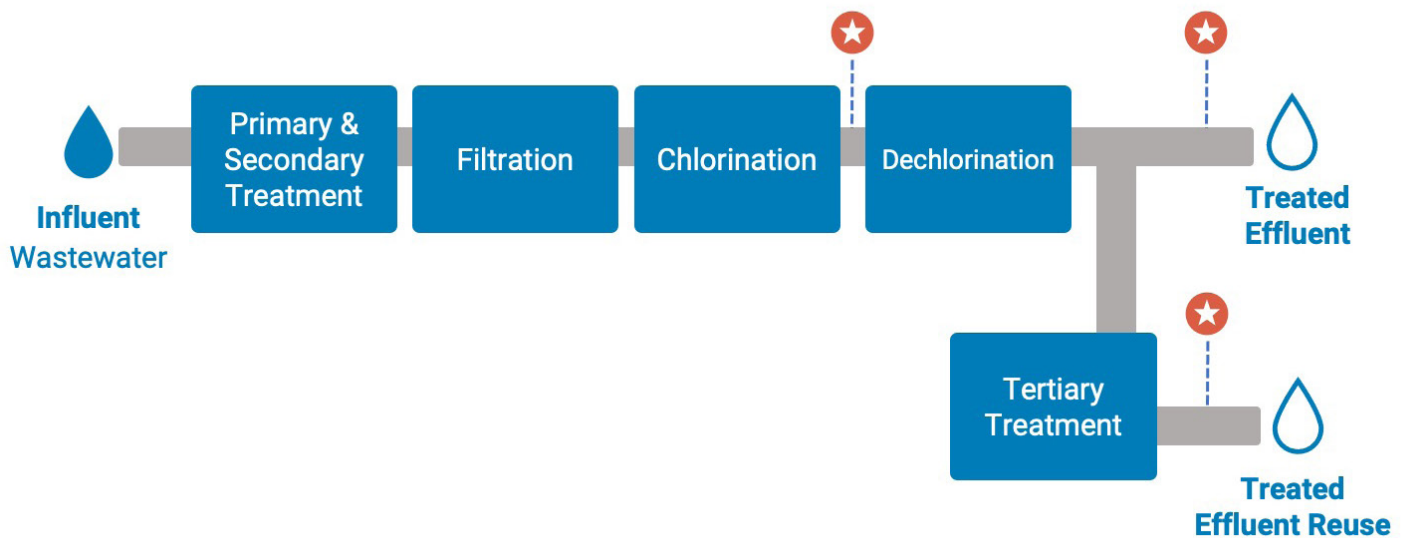 Primary &
Secondary
Treatment
Filtration
Chlorination
Dechlorination
Influent
Wastewater
Treated
Effluent
Tertiary
Treatment
Treated
Effluent Reuse